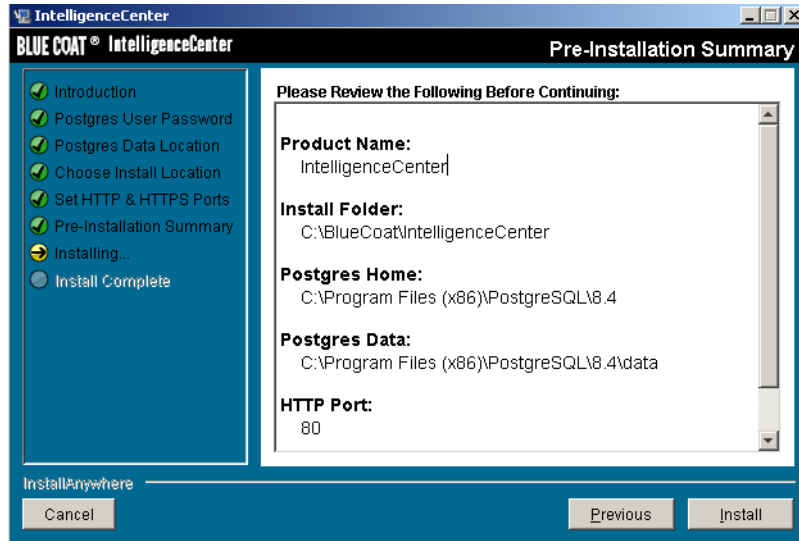 IntelligenceCenter
BLUE COAT ® IntelligenceCenter
Pre-Installation Summary
Introduction
Postgres User Password
Postgres Data Location
Choose Install Location
Set HTTP & HTTPS Ports
Pre-Installation Summary
Installing...
Install Complete
Please Review the Following Before Continuing:
Product Name:
IntelligenceCenter
Install Folder:
C:\BlueCoat\IntelligenceCenter
Postgres Home:
C:\Program Files (x86)\PostgreSQL\8.4
Postgres Data:
C:\Program Files (x86)\PostgreSQL\8.4\data
HTTP Port:
80
InstallAnywhere
Cancel
Previous
Install